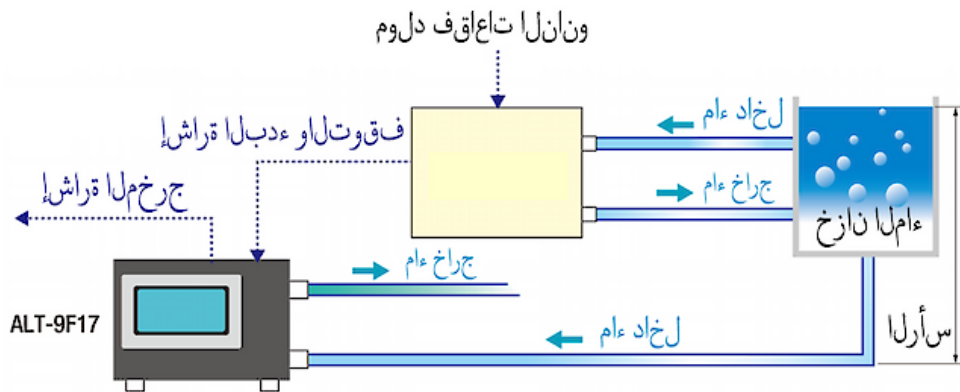 مولد فقاعات النانو
إشارة البدء والتوقف
ماء داخل
إشارة المخرج
ماء خارج
خزان الماء
ماء خارج
ALT-9F17
ماء داخل
الرأس